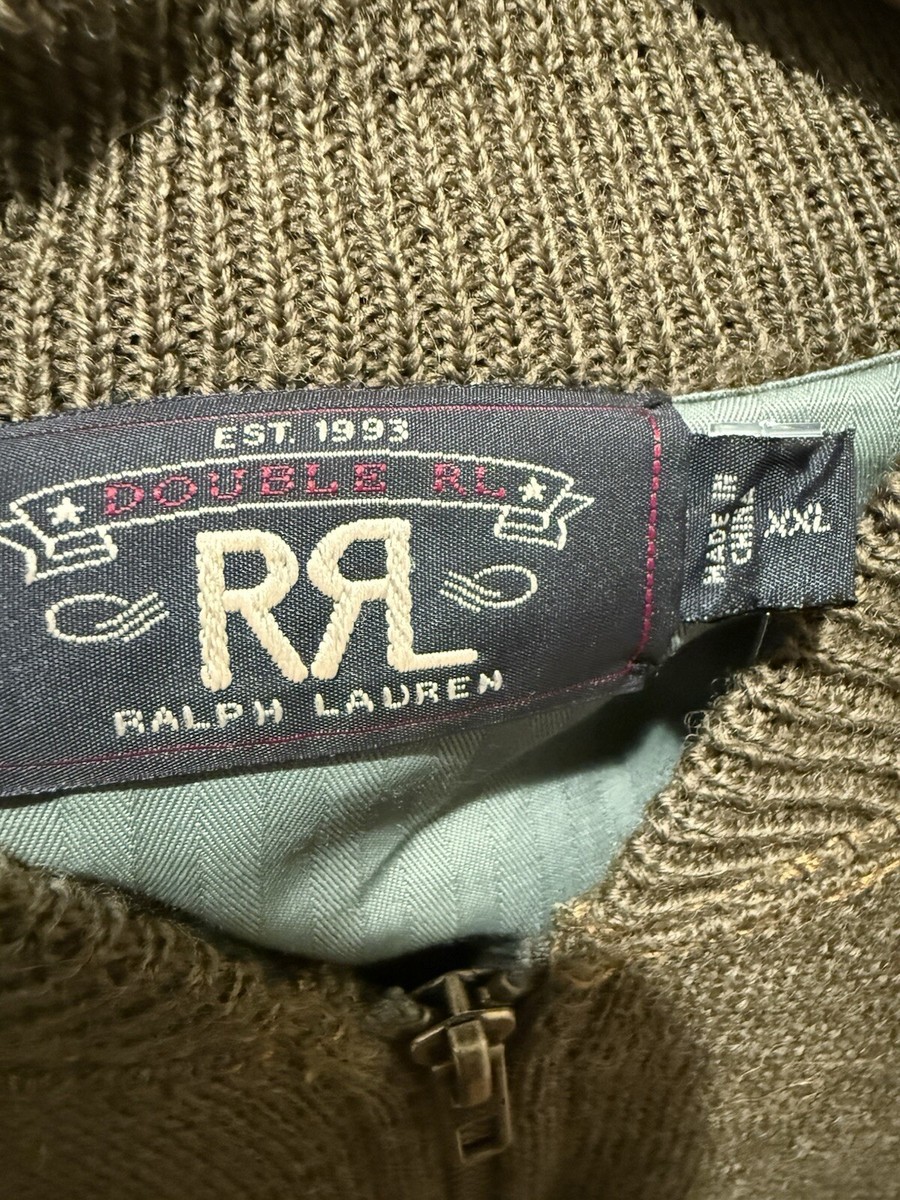 EST. 1993
DOUBLE RL
RRL
RALPH LAUREN
MADE IN
CHINA
XXL